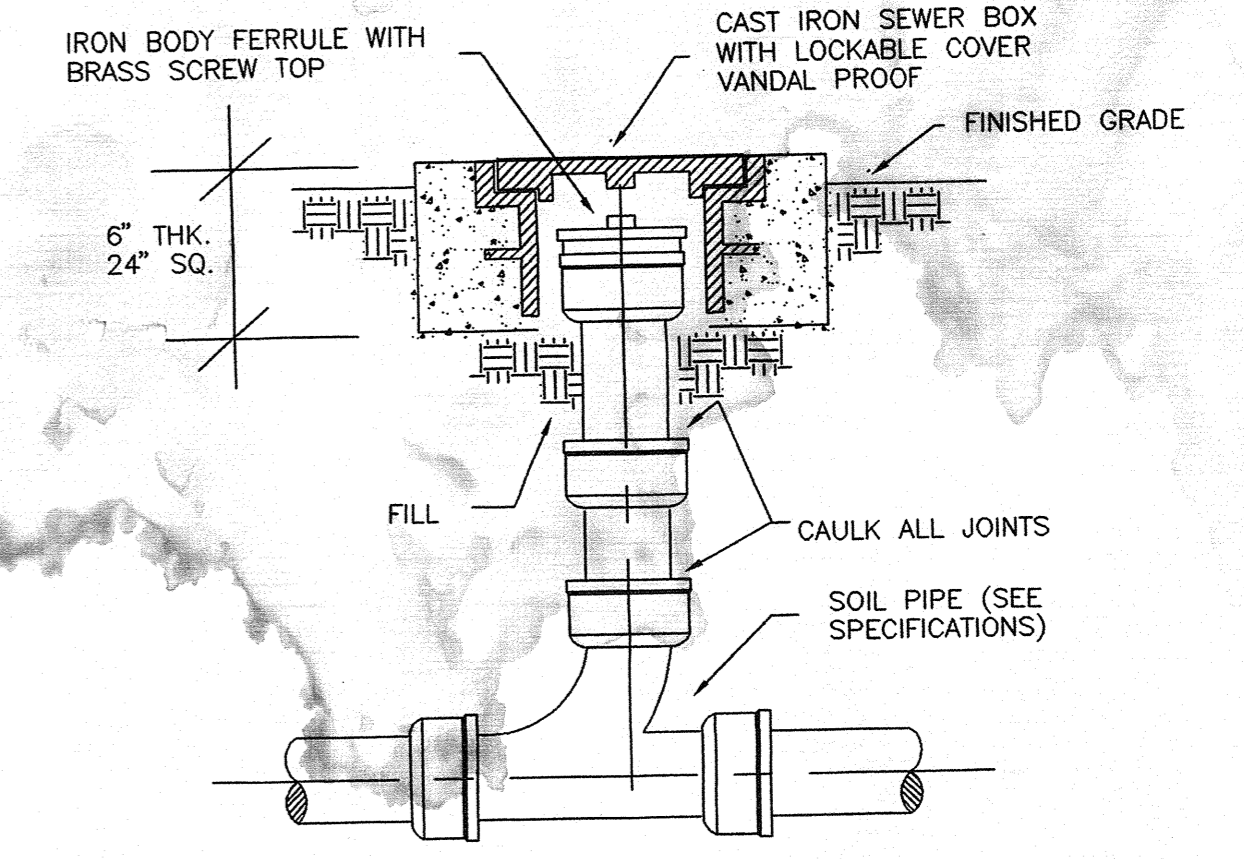 IRON BODY FERRULE WITH
BRASS SCREW TOP
CAST IRON SEWER BOX
WITH LOCKABLE COVER
VANDAL PROOF
FINISHED GRADE
6” THK.
24” SQ.
FILL
CAULK ALL JOINTS
SOIL PIPE (SEE
SPECIFICATIONS)